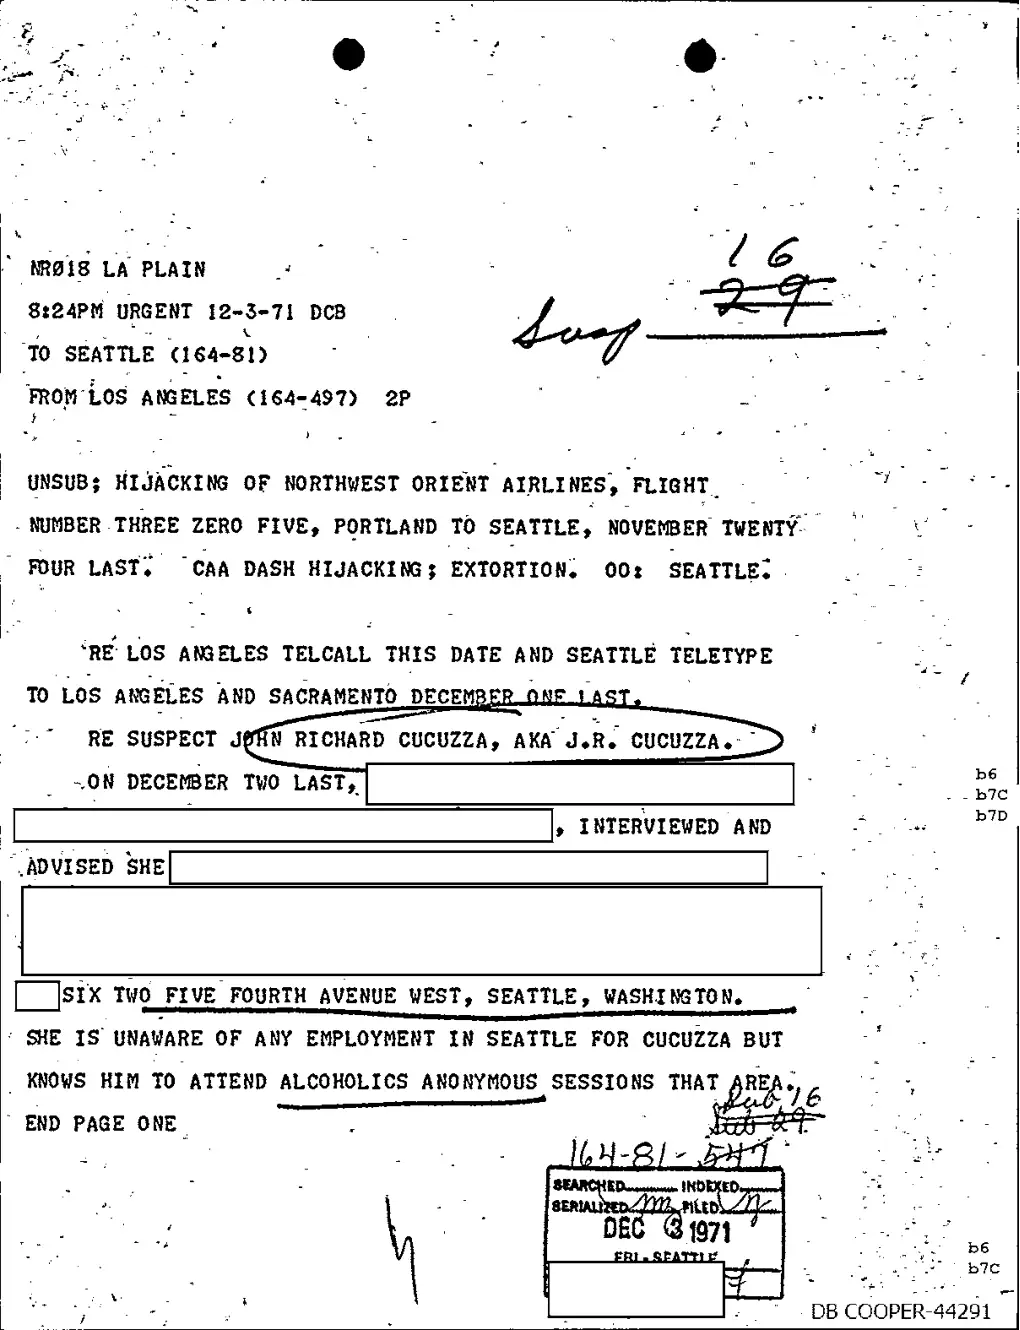 16
29
Susp
NRØ18 LA PLAIN
8:24PM URGENT 12-3-71 DCB
TO SEATTLE (164-81)
FROM LOS ANGELES (164-497) 2P
UNSUB; HIJACKING OF NORTHWEST ORIENT AIRLINES, FLIGHT
NUMBER THREE ZERO FIVE, PORTLAND TO SEATTLE, NOVEMBER TWENTY
FOUR LAST. CAA DASH HIJACKING; EXTORTION. OO: SEATTLE.
RE LOS ANGELES TELCALL THIS DATE AND SEATTLE TELETYPE
TO LOS ANGELES AND SACRAMENTO DECEMBER ONE LAST.
RE SUSPECT JOHN RICHARD CUCUZZA, AKA J.R. CUCUZZA.
ON DECEMBER TWO LAST,
b6
b7C
b7D
, INTERVIEWED AND
ADVISED SHE
SIX TWO FIVE FOURTH AVENUE WEST, SEATTLE, WASHINGTON.
SHE IS UNAWARE OF ANY EMPLOYMENT IN SEATTLE FOR CUCUZZA BUT
KNOWS HIM TO ATTEND ALCOHOLICS ANONYMOUS SESSIONS THAT AREA.
END PAGE ONE
Sub 16
Sub 29
164-81-547
SEARCHED INDEXED
SERIALIZED FILED
DEC 3 1971
FBI - SEATTLE
b6
b7C
DB COOPER-44291